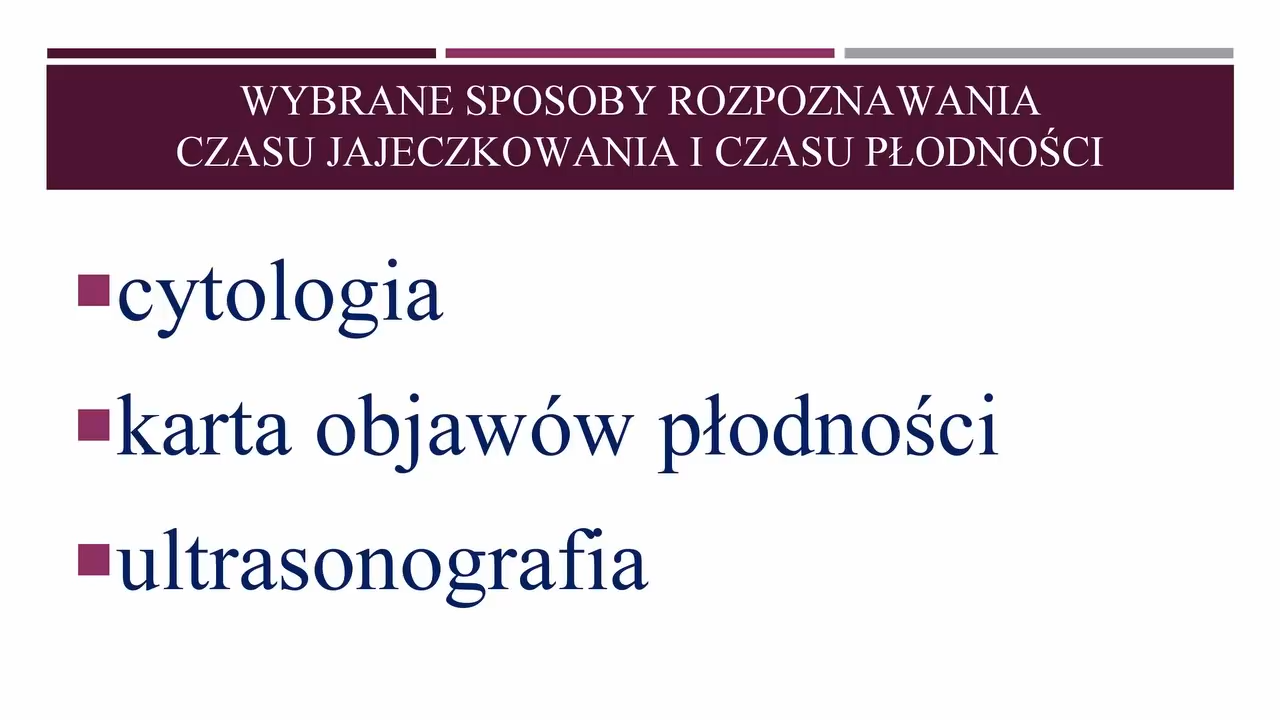 WYBRANE SPOSOBY ROZPOZNAWANIA
CZASU JAJECZKOWANIA I CZASU PŁODNOŚCI
cytologia
karta objawów płodności
ultrasonografia